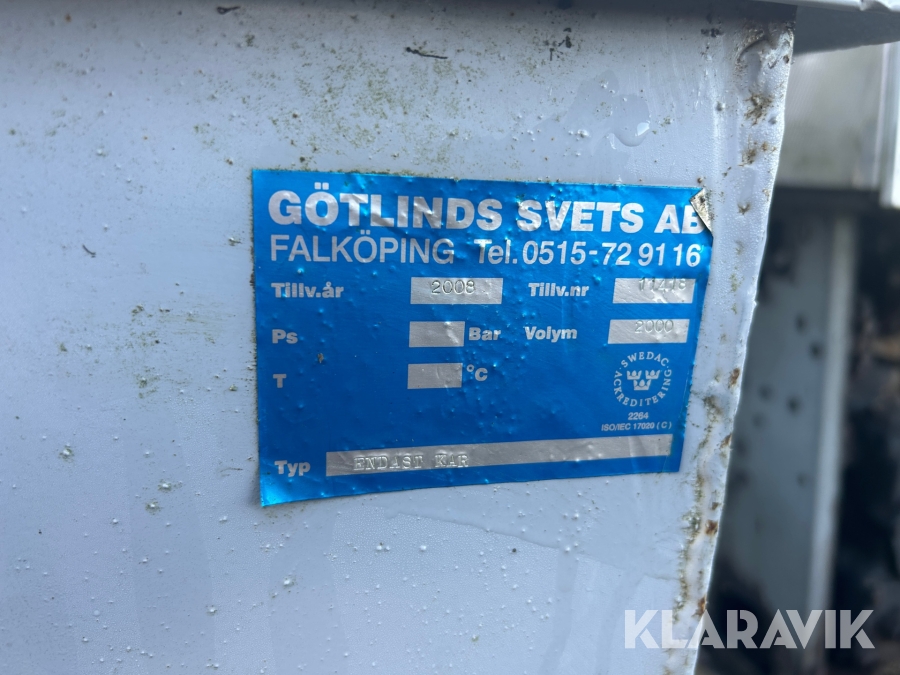 GÖTLINDS SVETS AB
FALKÖPING Tel. 0515-72 91 16
Tillv.år 2008 Tillv.nr
Ps Bar Volym 2000
T °C
SWEDAC
ACKREDITERING
2264
ISO/IEC 17020 (C)
Typ ENDAST KAR
KLARAVIK